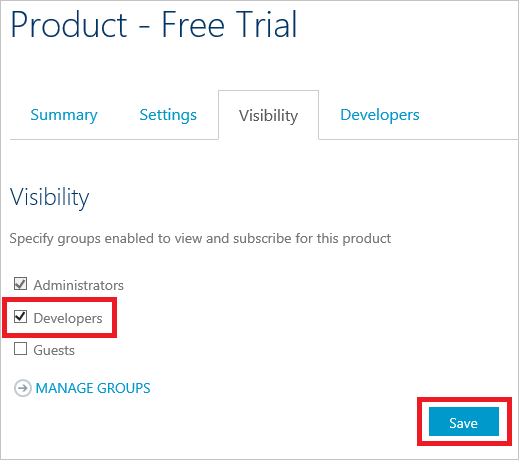 Product - Free Trial
Summary Settings Visibility Developers
Visibility
Specify groups enabled to view and subscribe for this product
Administrators
Developers
Guests
MANAGE GROUPS
Save